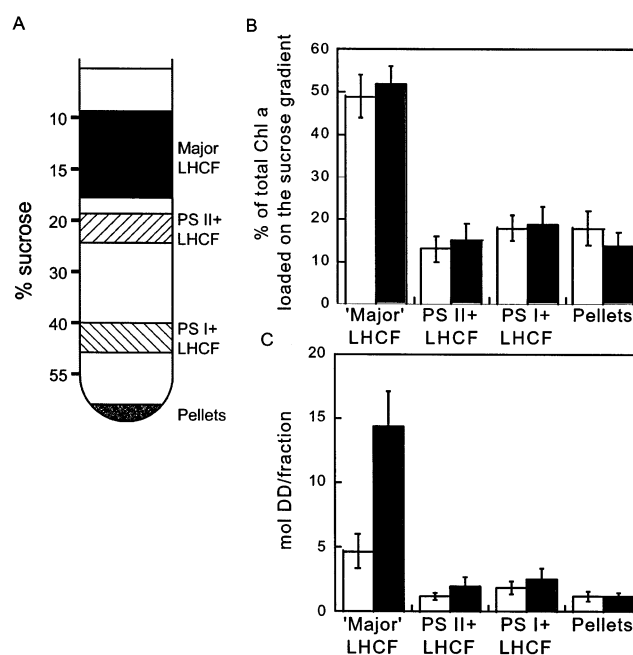 A
% sucrose
10
15
20
30
40
55
Major
LHCF
PS II+
LHCF
PS I+
LHCF
Pellets
B
% of total Chl a
loaded on the sucrose gradient
60
50
40
30
20
10
0
'Major'
LHCF
PS II+
LHCF
PS I+
LHCF
Pellets
C
mol DD/fraction
20
15
10
5
0
'Major'
LHCF
PS II+
LHCF
PS I+
LHCF
Pellets